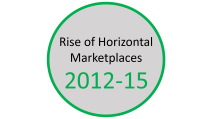 Rise of Horizontal
Marketplaces
2012-15